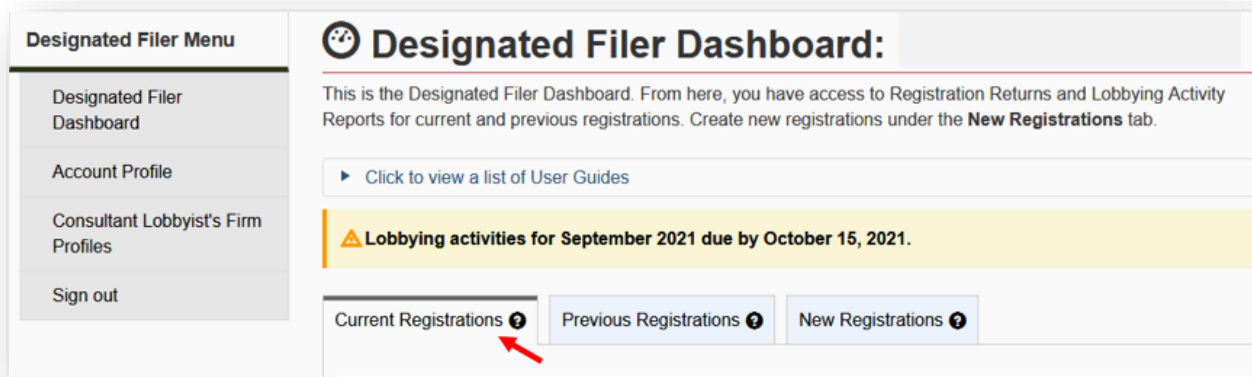 Designated Filer Menu
Designated Filer
Dashboard
Account Profile
Consultant Lobbyist's Firm
Profiles
Sign out
Designated Filer Dashboard:
This is the Designated Filer Dashboard. From here, you have access to Registration Returns and Lobbying Activity
Reports for current and previous registrations. Create new registrations under the New Registrations tab.
Click to view a list of User Guides
Lobbying activities for September 2021 due by October 15, 2021.
Current Registrations ?
Previous Registrations ?
New Registrations ?